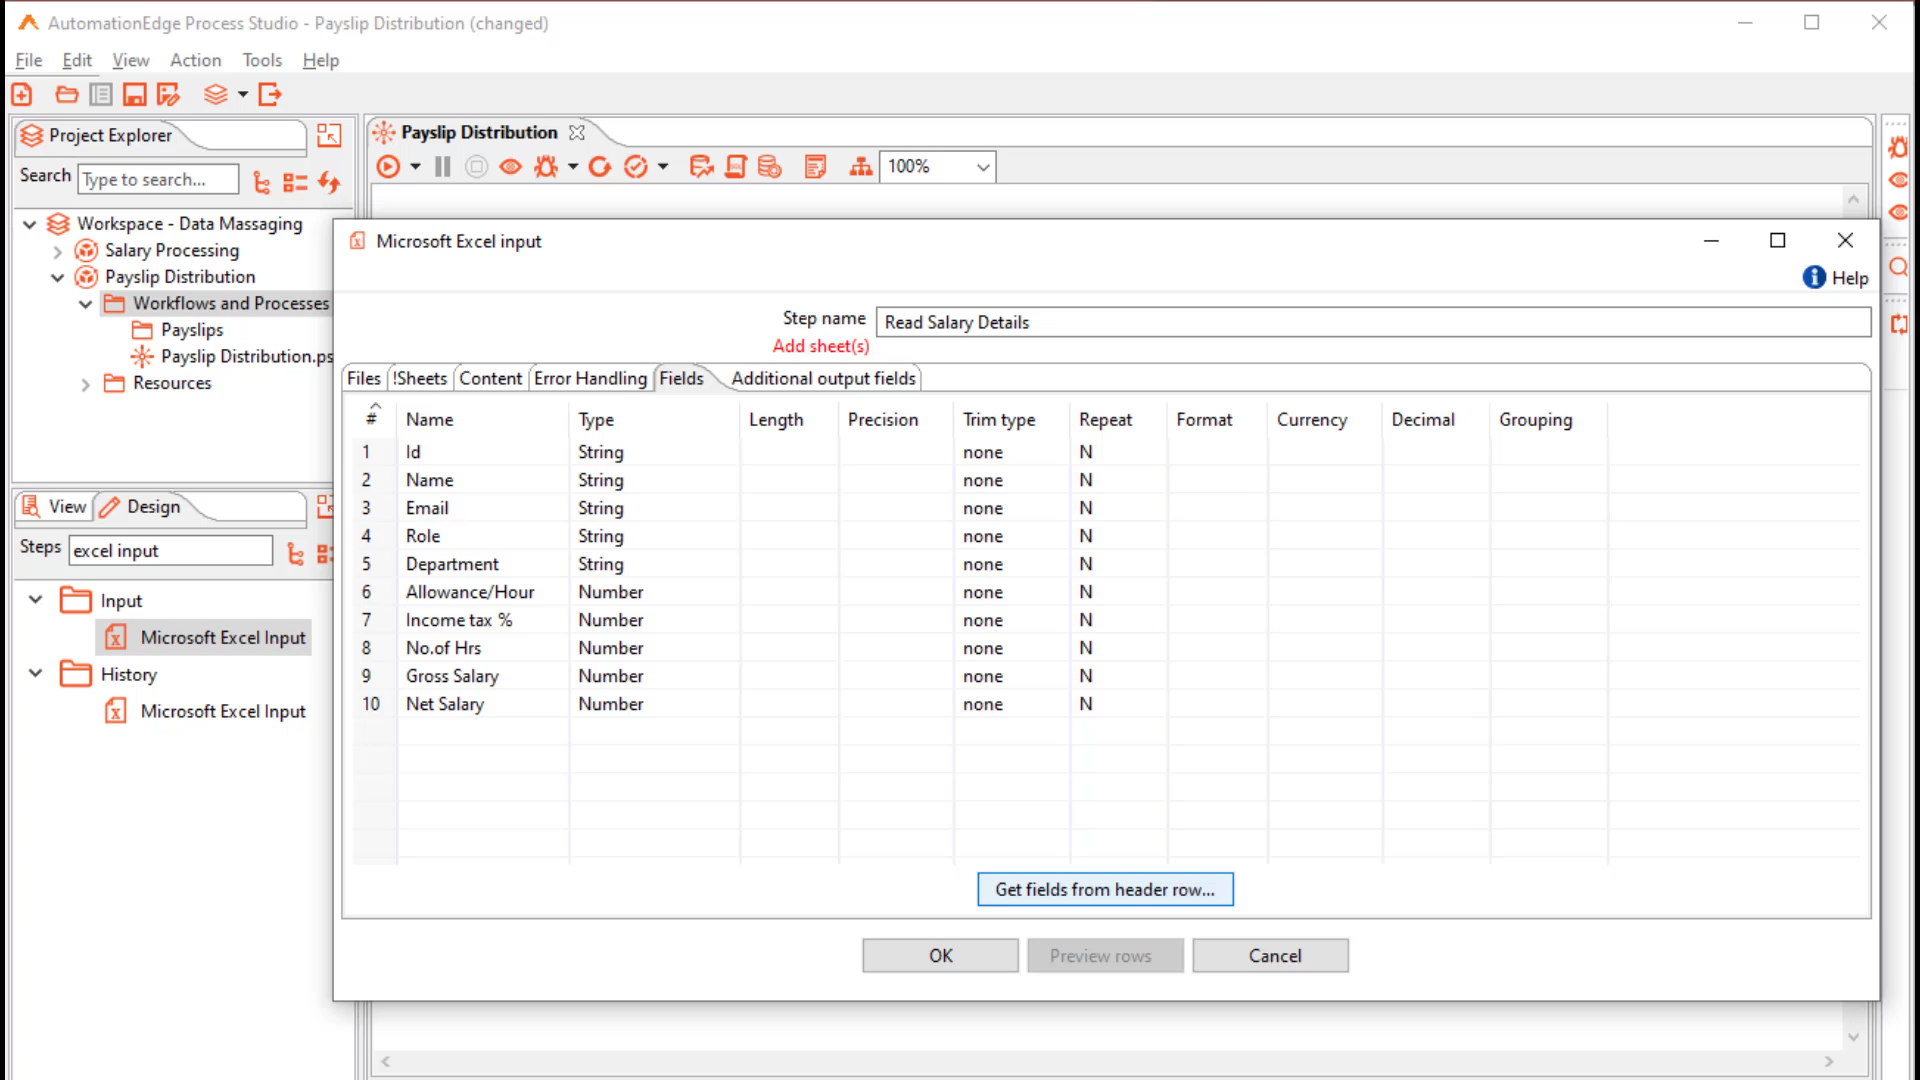 AutomationEdge Process Studio - Payslip Distribution (changed)
File Edit View Action Tools Help
Project Explorer
Search Type to search...
Workspace - Data Massaging
Salary Processing
Payslip Distribution
Workflows and Processes
Payslips
Payslip Distribution.ps
Resources
View Design
Steps excel input
Input
Microsoft Excel Input
History
Microsoft Excel Input
Payslip Distribution
100%
Microsoft Excel input
Help
Step name Read Salary Details
Add sheet(s)
Files !Sheets Content Error Handling Fields Additional output fields
# Name Type Length Precision Trim type Repeat Format Currency Decimal Grouping
1 Id String none N
2 Name String none N
3 Email String none N
4 Role String none N
5 Department String none N
6 Allowance/Hour Number none N
7 Income tax % Number none N
8 No.of Hrs Number none N
9 Gross Salary Number none N
10 Net Salary Number none N
Get fields from header row...
OK Preview rows Cancel